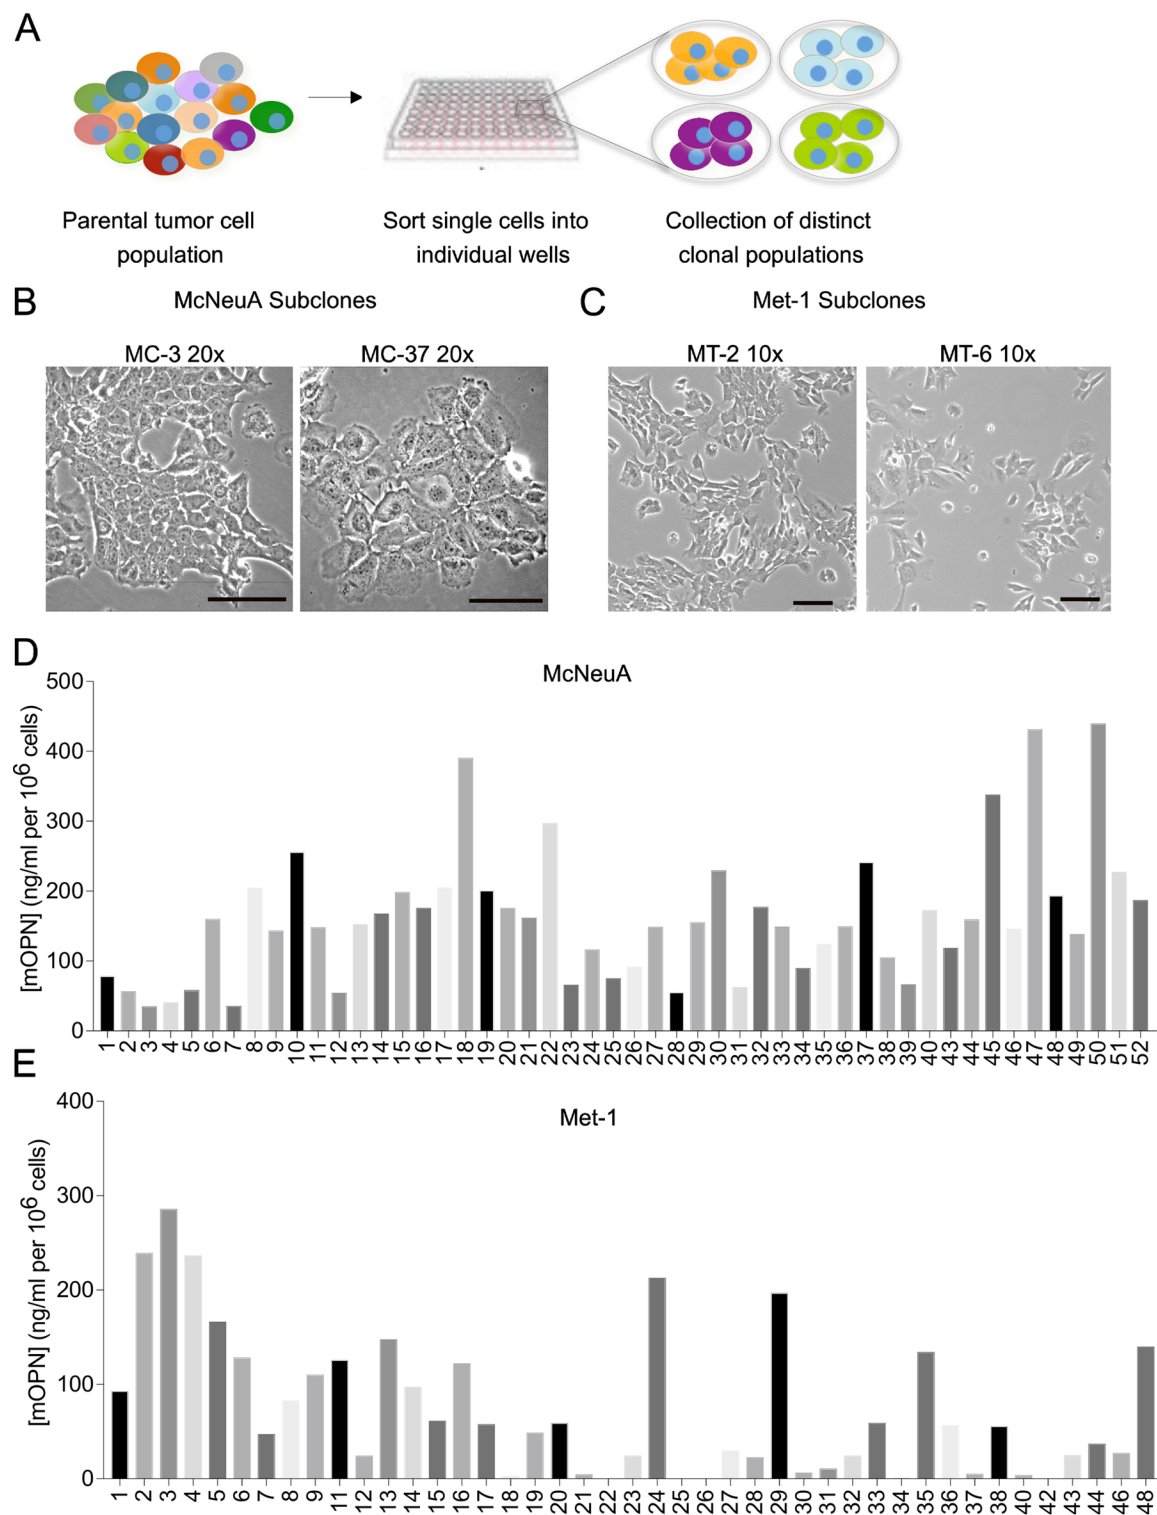 A
Parental tumor cell
population
Sort single cells into
individual wells
Collection of distinct
clonal populations
B
McNeuA Subclones
MC-3 20x
MC-37 20x
C
Met-1 Subclones
MT-2 10x
MT-6 10x
D
McNeuA
[mOPN] (ng/ml per 10⁶ cells)
500
400
300
200
100
0
1 2 3 4 5 6 7 8 9 10 11 12 13 14 15 16 17 18 19 20 21 22 23 24 25 26 27 28 29 30 31 32 33 34 35 36 37 38 39 40 43 44 45 46 47 48 49 50 51 52
E
Met-1
[mOPN] (ng/ml per 10⁶ cells)
400
300
200
100
0
1 2 3 4 5 6 7 8 9 11 12 13 14 15 16 17 18 19 20 21 22 23 24 25 26 27 28 29 30 31 32 33 34 35 36 37 38 40 42 43 44 46 48